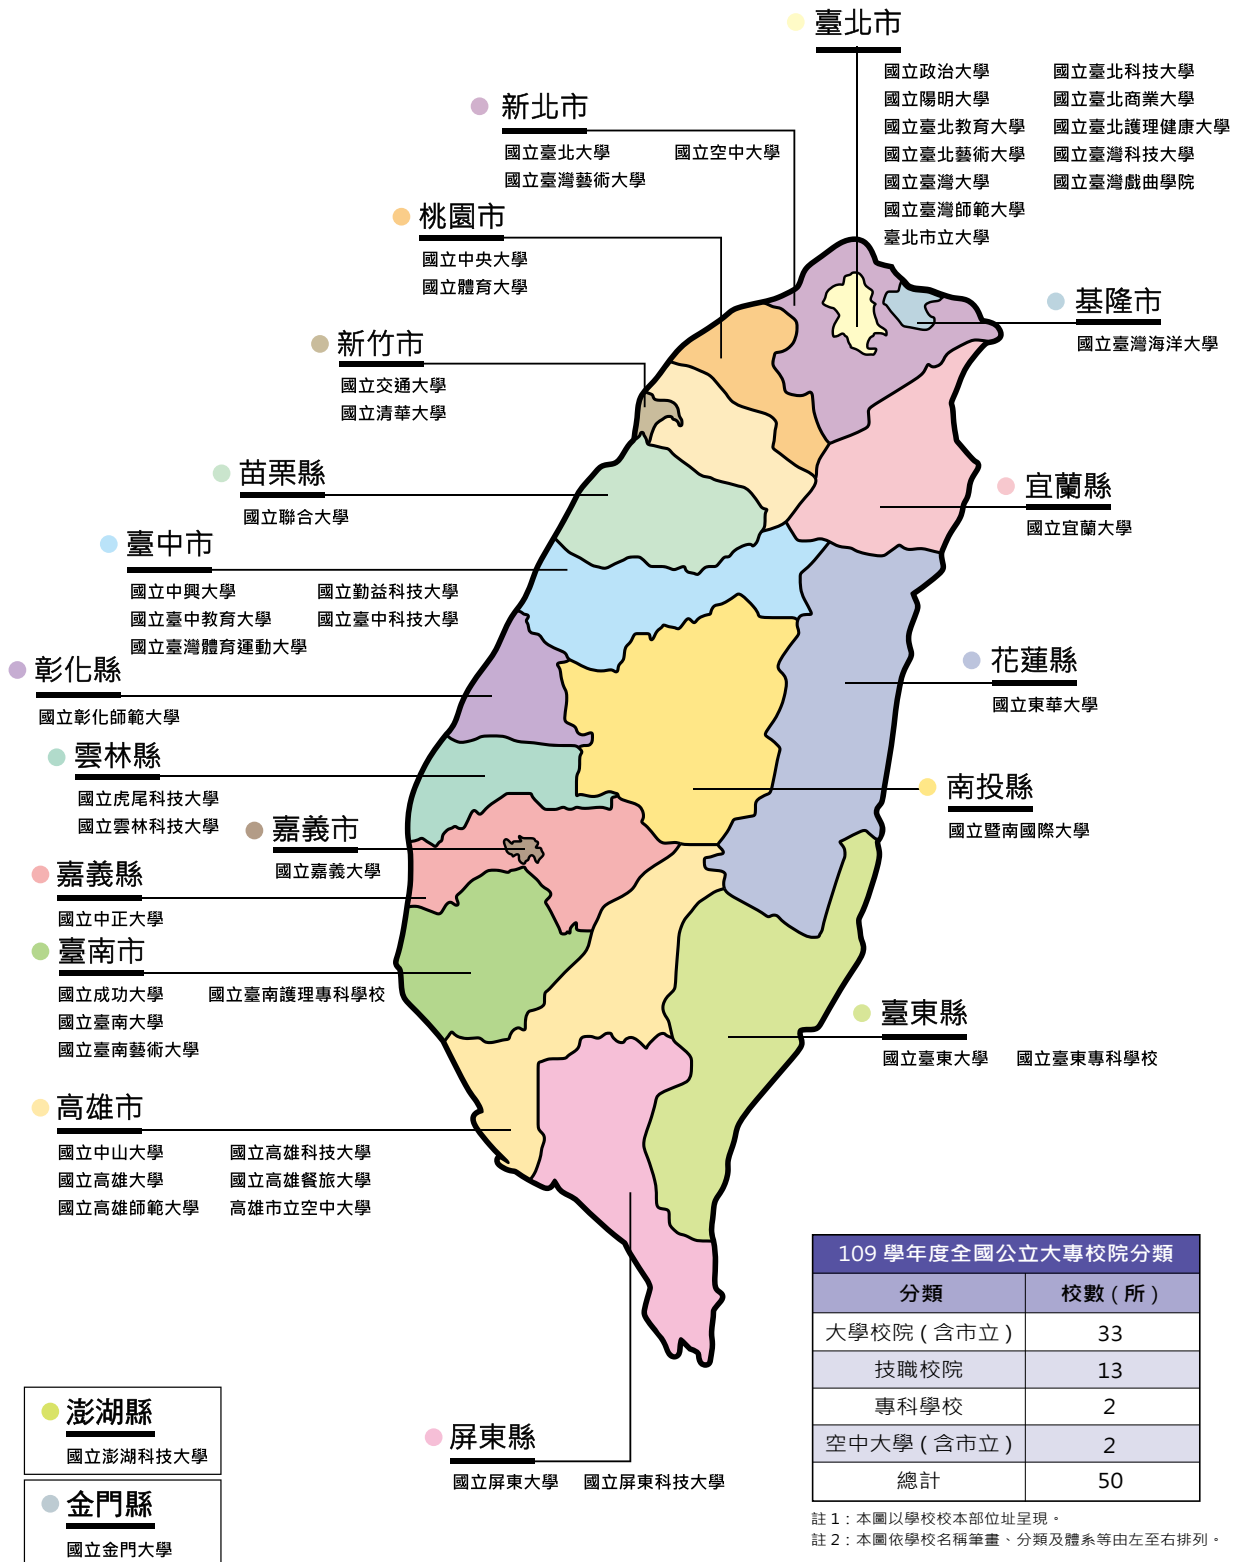 臺北市
國立政治大學 國立臺北科技大學
國立陽明大學 國立臺北商業大學
國立臺北教育大學 國立臺北護理健康大學
國立臺北藝術大學 國立臺灣科技大學
國立臺灣大學 國立臺灣戲曲學院
國立臺灣師範大學
臺北市立大學
新北市
國立臺北大學 國立空中大學
國立臺灣藝術大學
桃園市
國立中央大學
國立體育大學
基隆市
國立臺灣海洋大學
新竹市
國立交通大學
國立清華大學
苗栗縣
國立聯合大學
宜蘭縣
國立宜蘭大學
臺中市
國立中興大學 國立勤益科技大學
國立臺中教育大學 國立臺中科技大學
國立臺灣體育運動大學
彰化縣
國立彰化師範大學
花蓮縣
國立東華大學
雲林縣
國立虎尾科技大學
國立雲林科技大學
南投縣
國立暨南國際大學
嘉義市
國立嘉義大學
嘉義縣
國立中正大學
臺南市
國立成功大學 國立臺南護理專科學校
國立臺南大學
國立臺南藝術大學
臺東縣
國立臺東大學 國立臺東專科學校
高雄市
國立中山大學 國立高雄科技大學
國立高雄大學 國立高雄餐旅大學
國立高雄師範大學 高雄市立空中大學
109 學年度全國公立大專校院分類
分類 校數 ( 所 )
大學校院 ( 含市立 ) 33
技職校院 13
專科學校 2
空中大學 ( 含市立 ) 2
總計 50
註 1：本圖以學校校本部位址呈現。
註 2：本圖依學校名稱筆畫、分類及體系等由左至右排列。
澎湖縣
國立澎湖科技大學
屏東縣
國立屏東大學 國立屏東科技大學
金門縣
國立金門大學